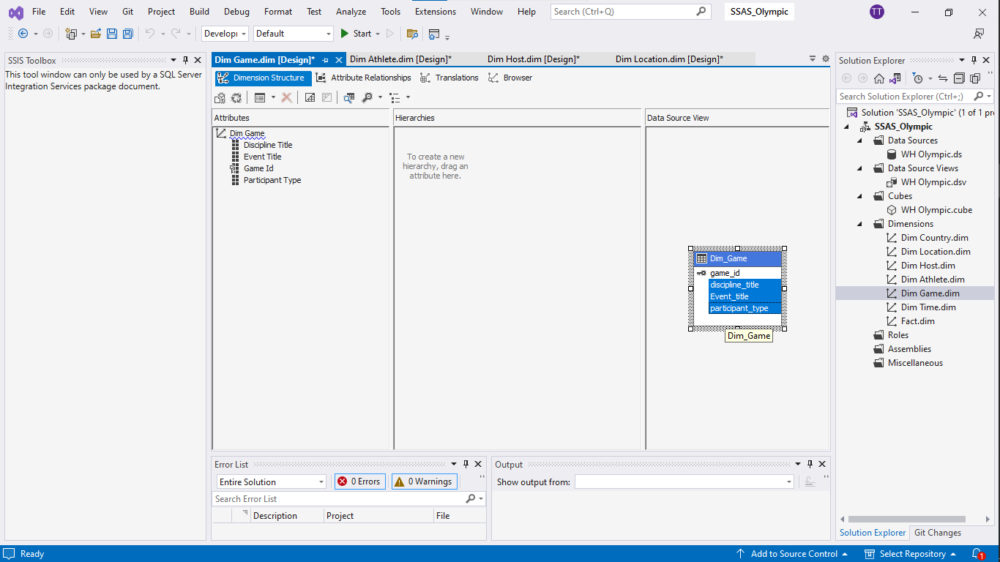 File Edit View Git Project Build Debug Format Test Analyze Tools Extensions Window Help Search (Ctrl+Q) SSAS_Olympic TT
Developı Default Start
SSIS Toolbox
This tool window can only be used by a SQL Server
Integration Services package document.
Dim Game.dim [Design]* Dim Athlete.dim [Design]* Dim Host.dim [Design]* Dim Location.dim [Design]*
Dimension Structure Attribute Relationships Translations Browser
Attributes
Dim Game
Discipline Title
Event Title
Game Id
Participant Type
Hierarchies
To create a new
hierarchy, drag an
attribute here.
Data Source View
Dim_Game
game_id
discipline_title
Event_title
participant_type
Dim_Game
Solution Explorer
Search Solution Explorer (Ctrl+;)
Solution 'SSAS_Olympic' (1 of 1 pr
SSAS_Olympic
Data Sources
WH Olympic.ds
Data Source Views
WH Olympic.dsv
Cubes
WH Olympic.cube
Dimensions
Dim Country.dim
Dim Location.dim
Dim Host.dim
Dim Athlete.dim
Dim Game.dim
Dim Time.dim
Fact.dim
Roles
Assemblies
Miscellaneous
Solution Explorer Git Changes
Error List
Entire Solution 0 Errors 0 Warnings
Search Error List
Description Project File
Output
Show output from:
Ready Add to Source Control Select Repository 1